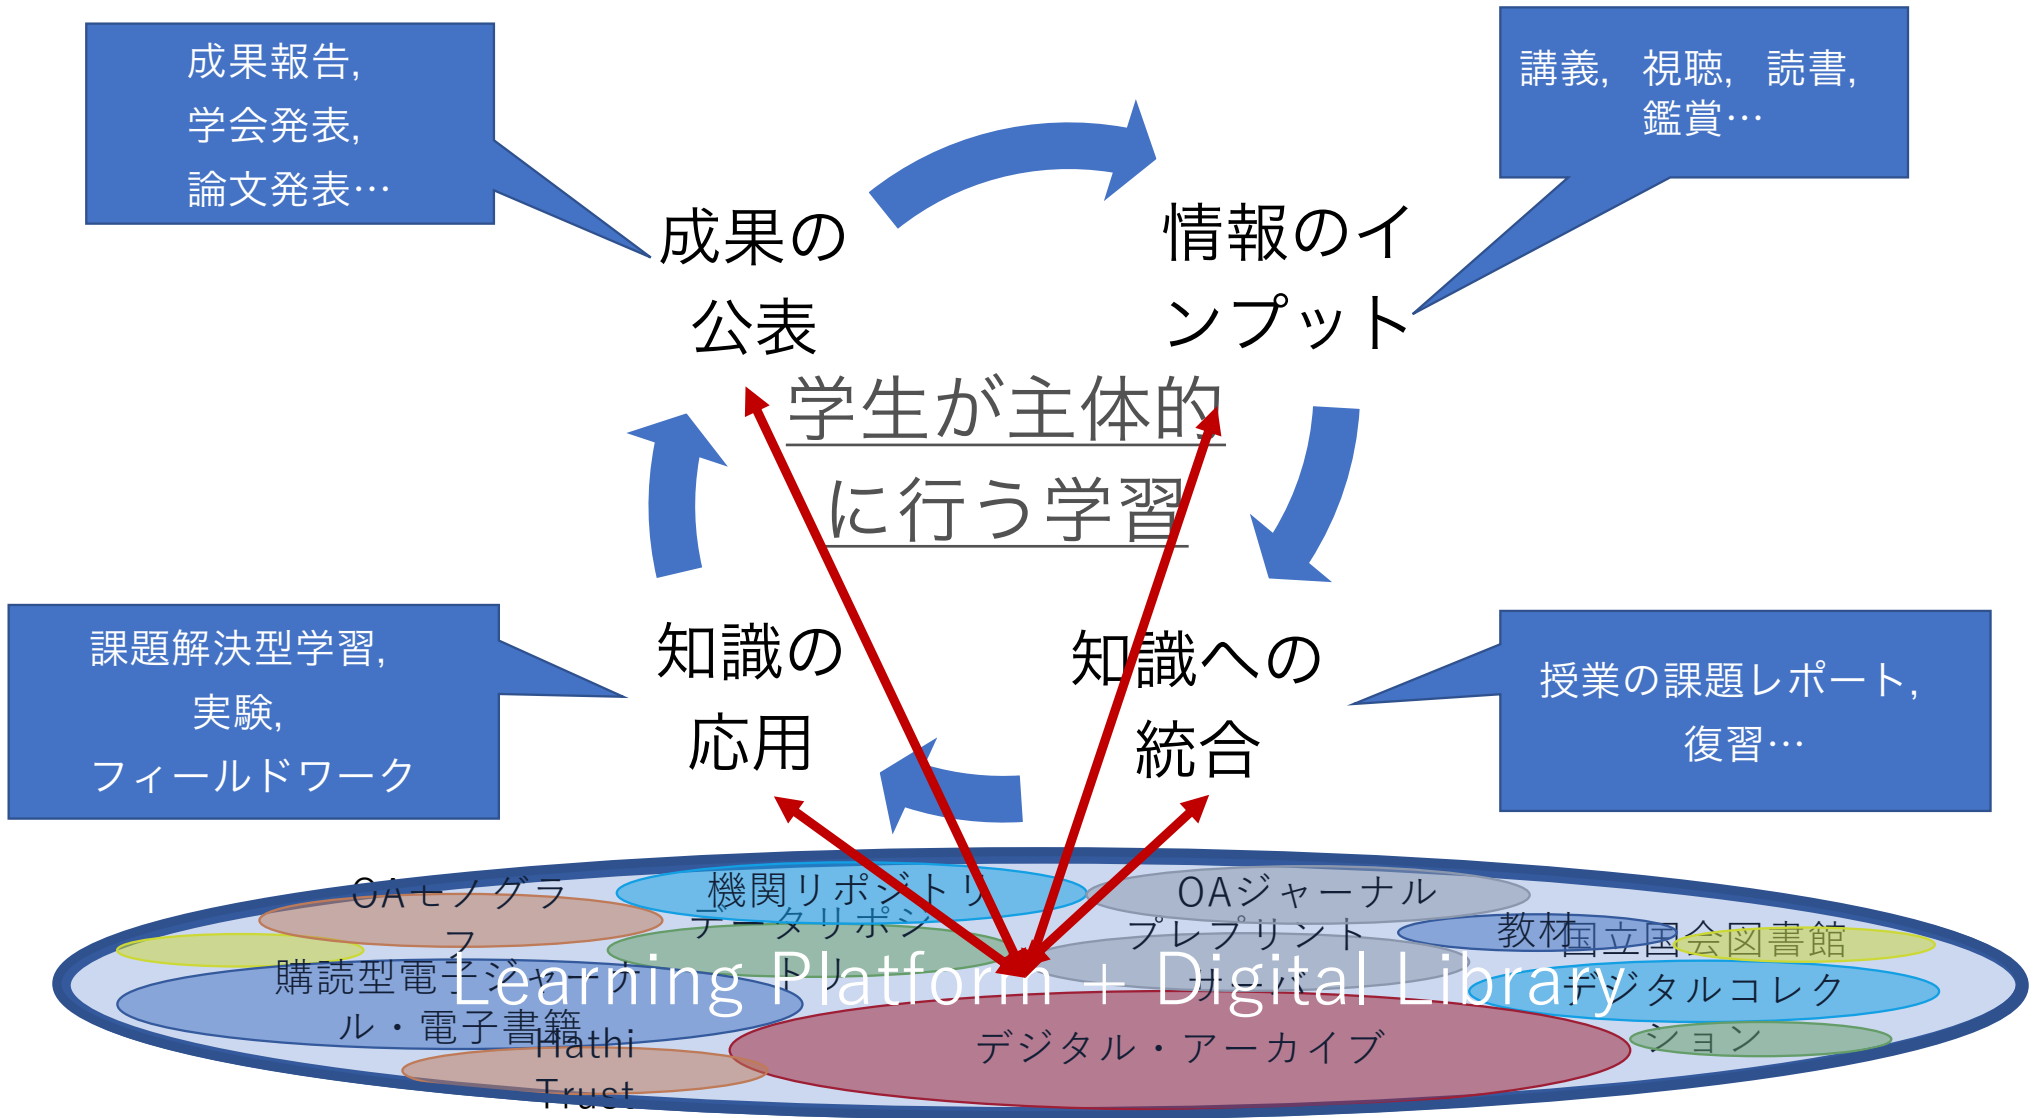 成果報告,
学会発表,
論文発表…
講義, 視聴, 読書,
鑑賞…
成果の
公表
情報のイ
ンプット
学生が主体的
に行う学習
課題解決型学習,
実験,
フィールドワーク
知識の
応用
知識への
統合
授業の課題レポート,
復習…
OAモノグラ
フ
機関リポジトリ
データリポジ
トリ
OAジャーナル
プレプリント
サーバ
教材
国立国会図書館
デジタルコレク
ション
購読型電子ジャーナ
ル・電子書籍
Learning Platform + Digital Library
Hathi
Trust
デジタル・アーカイブ